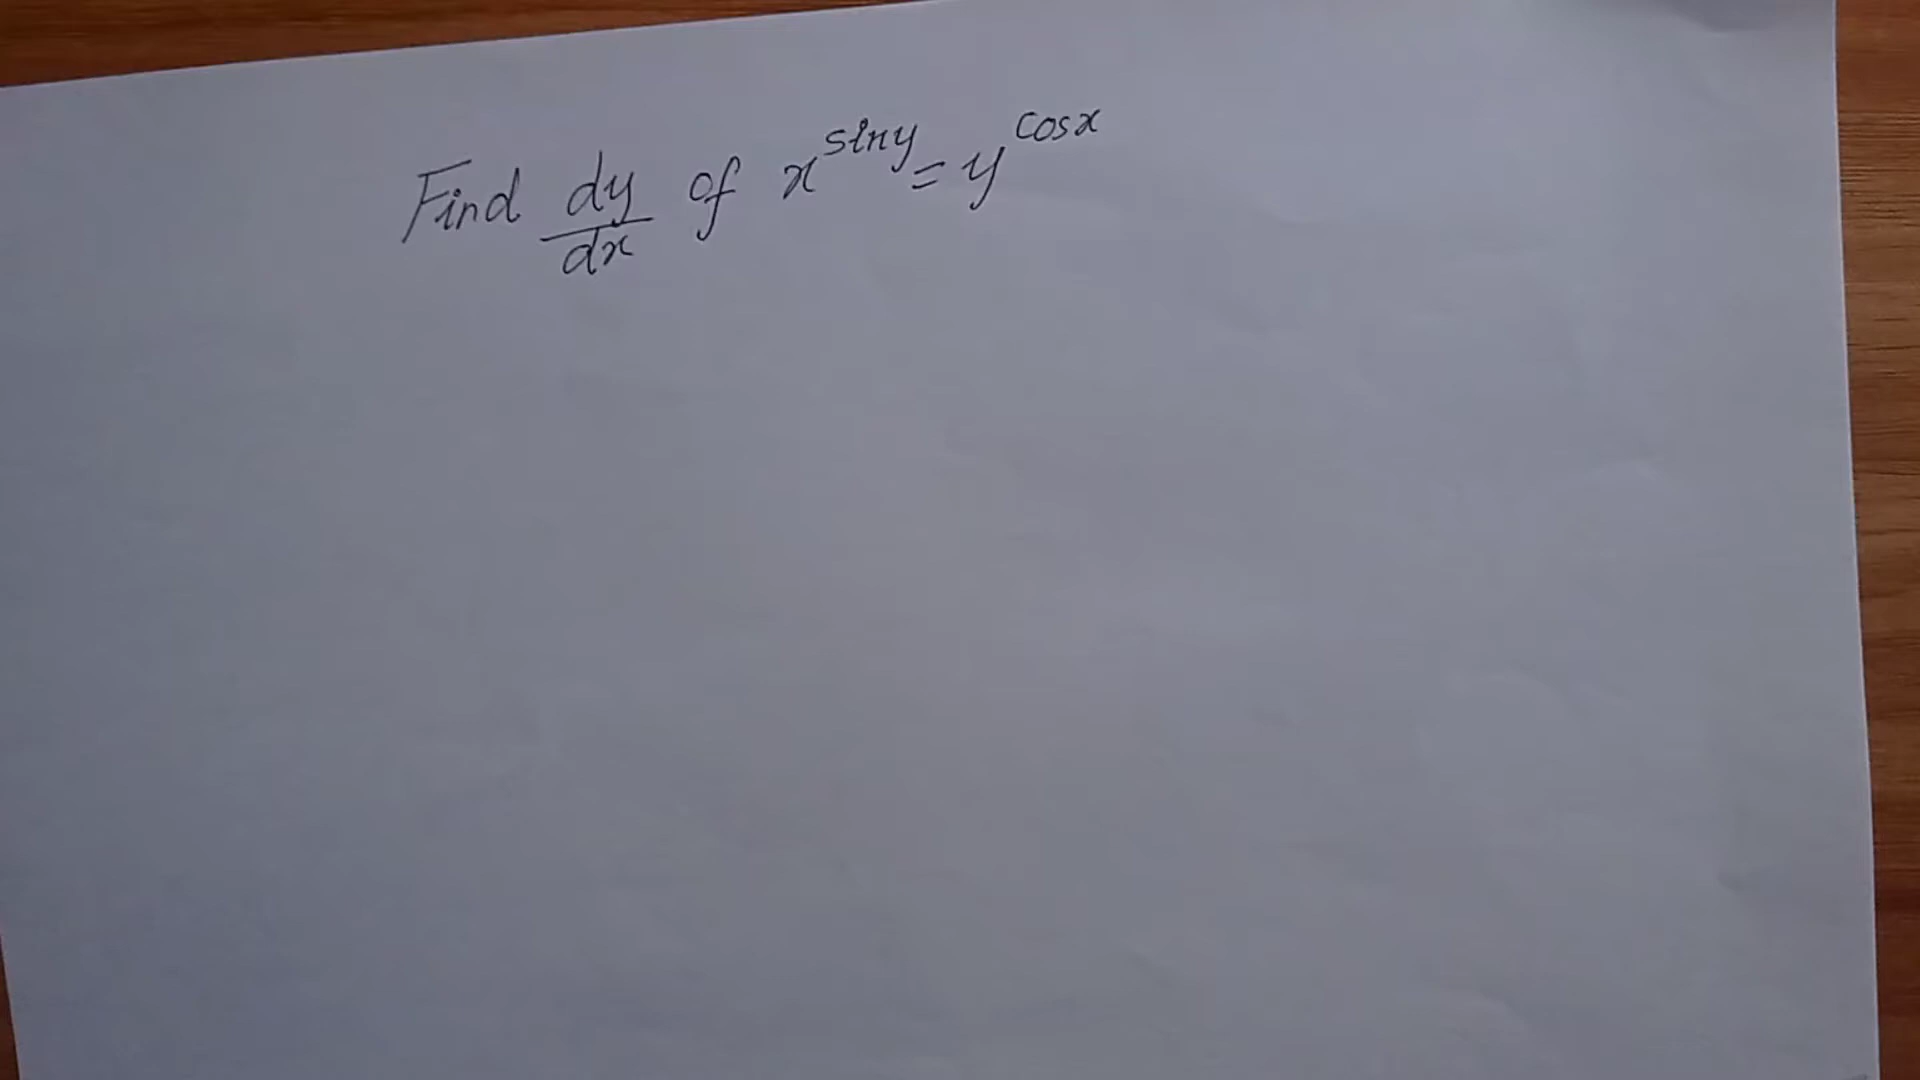 Find dy/dx of x^siny = y^cosx